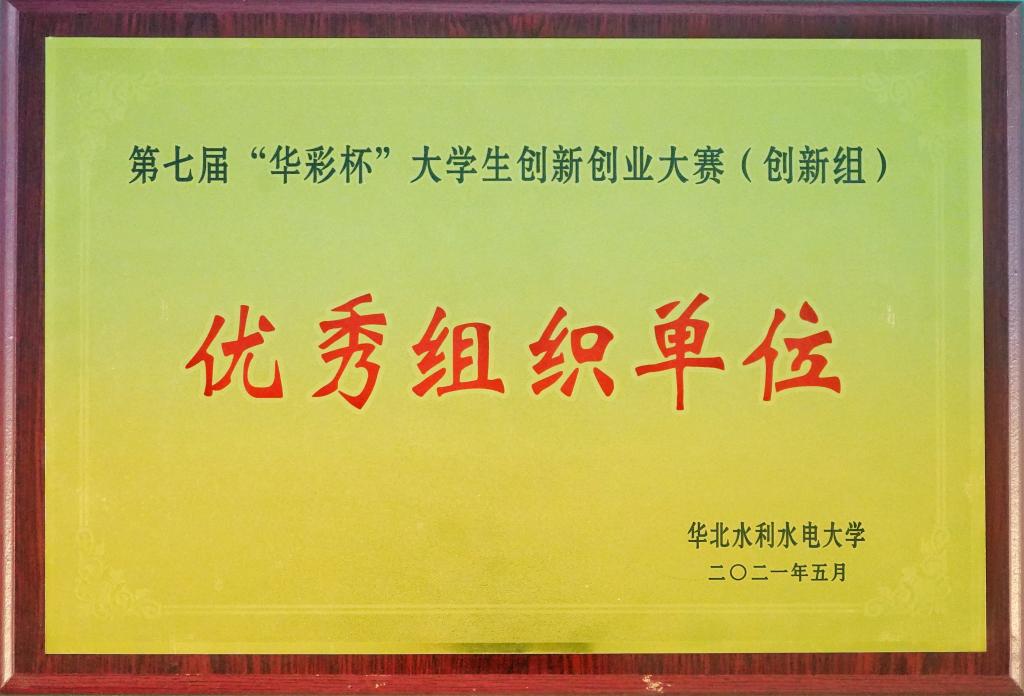 第七届“华彩杯”大学生创新创业大赛（创新组）
优秀组织单位
华北水利水电大学
二〇二一年五月